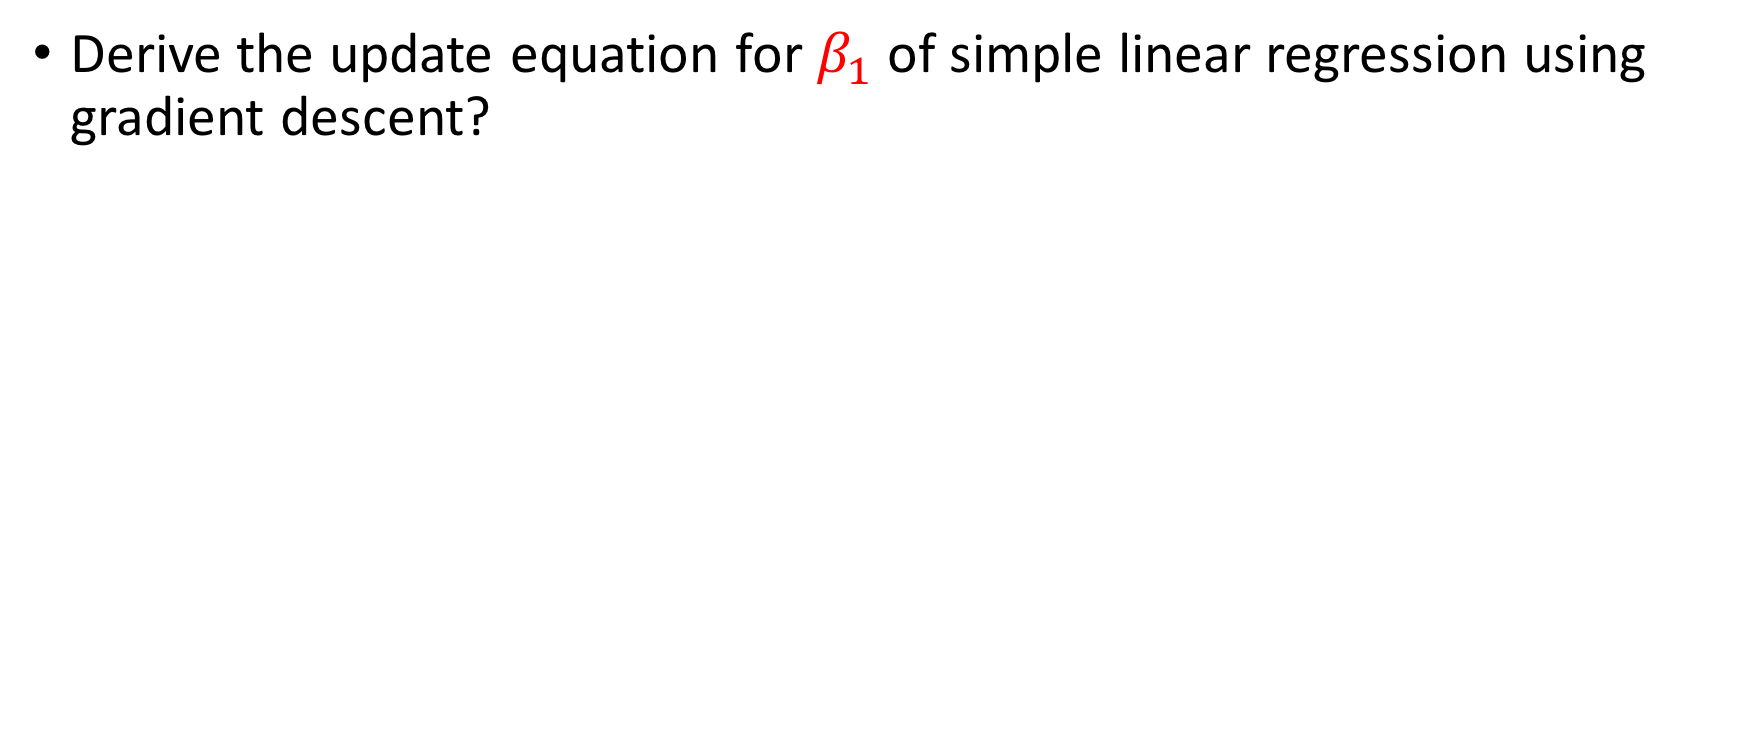 • Derive the update equation for β₁ of simple linear regression using
gradient descent?